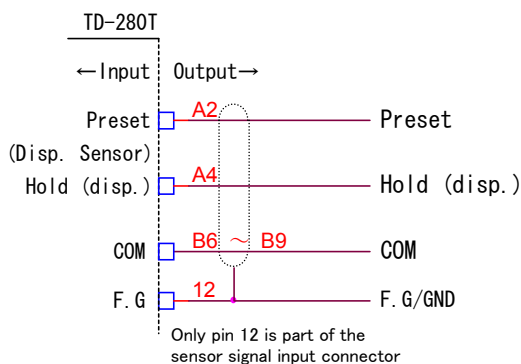 TD-280T
←Input Output→
Preset A2 Preset
(Disp. Sensor)
Hold (disp.) A4 Hold (disp.)
COM B6 ~ B9 COM
F.G 12 F.G/GND
Only pin 12 is part of the
sensor signal input connector